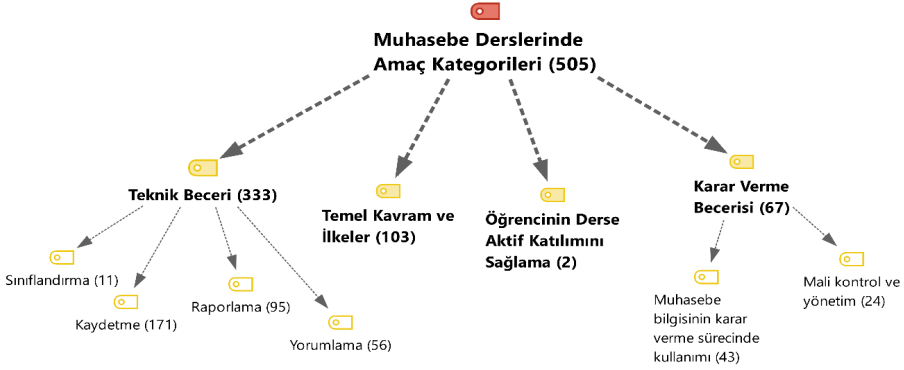 Muhasebe Derslerinde
Amaç Kategorileri (505)
Teknik Beceri (333)
Temel Kavram ve
İlkeler (103)
Öğrencinin Derse
Aktif Katılımını
Sağlama (2)
Karar Verme
Becerisi (67)
Sınıflandırma (11)
Kaydetme (171)
Raporlama (95)
Yorumlama (56)
Muhasebe
bilgisinin karar
verme sürecinde
kullanımı (43)
Mali kontrol ve
yönetim (24)